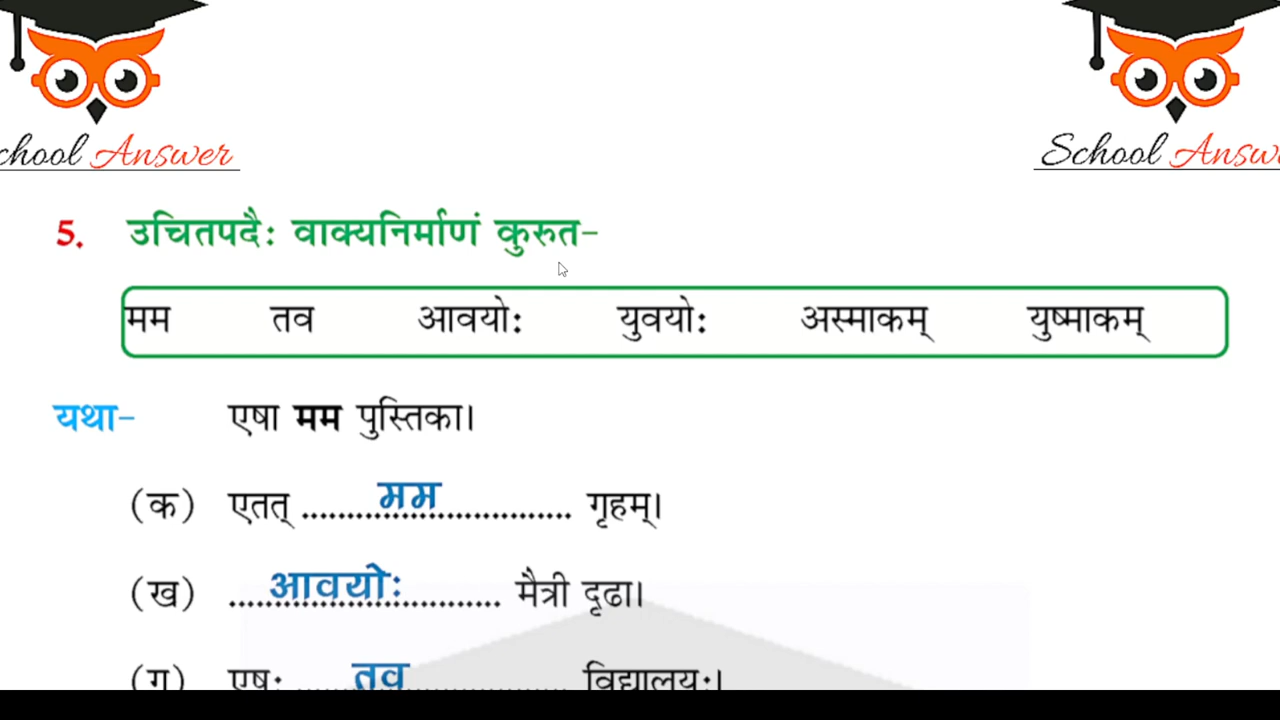 School Answer School Answer
5. उचितपदैः वाक्यनिर्माणं कुरुत-
मम तव आवयोः युवयोः अस्माकम् युष्माकम्
यथा- एषा मम पुस्तिका।
(क) एतत् ........मम........ गृहम्।
(ख) ........आवयोः........ मैत्री दृढा।
(ग) एषः ........तव........ विद्यालयः।